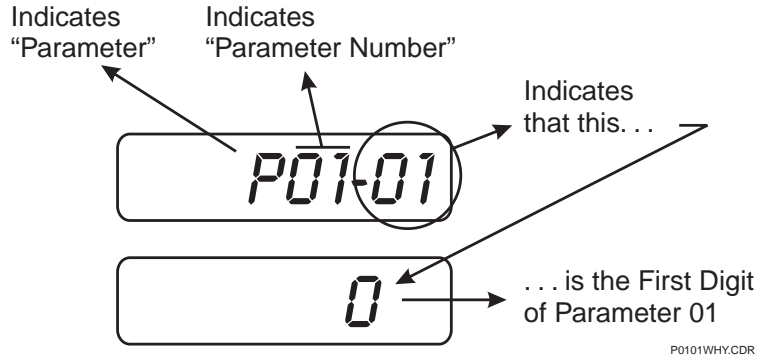 Indicates
“Parameter”
Indicates
“Parameter Number”
Indicates
that this. . .
P01-01
0
. . . is the First Digit
of Parameter 01
P0101WHY.CDR